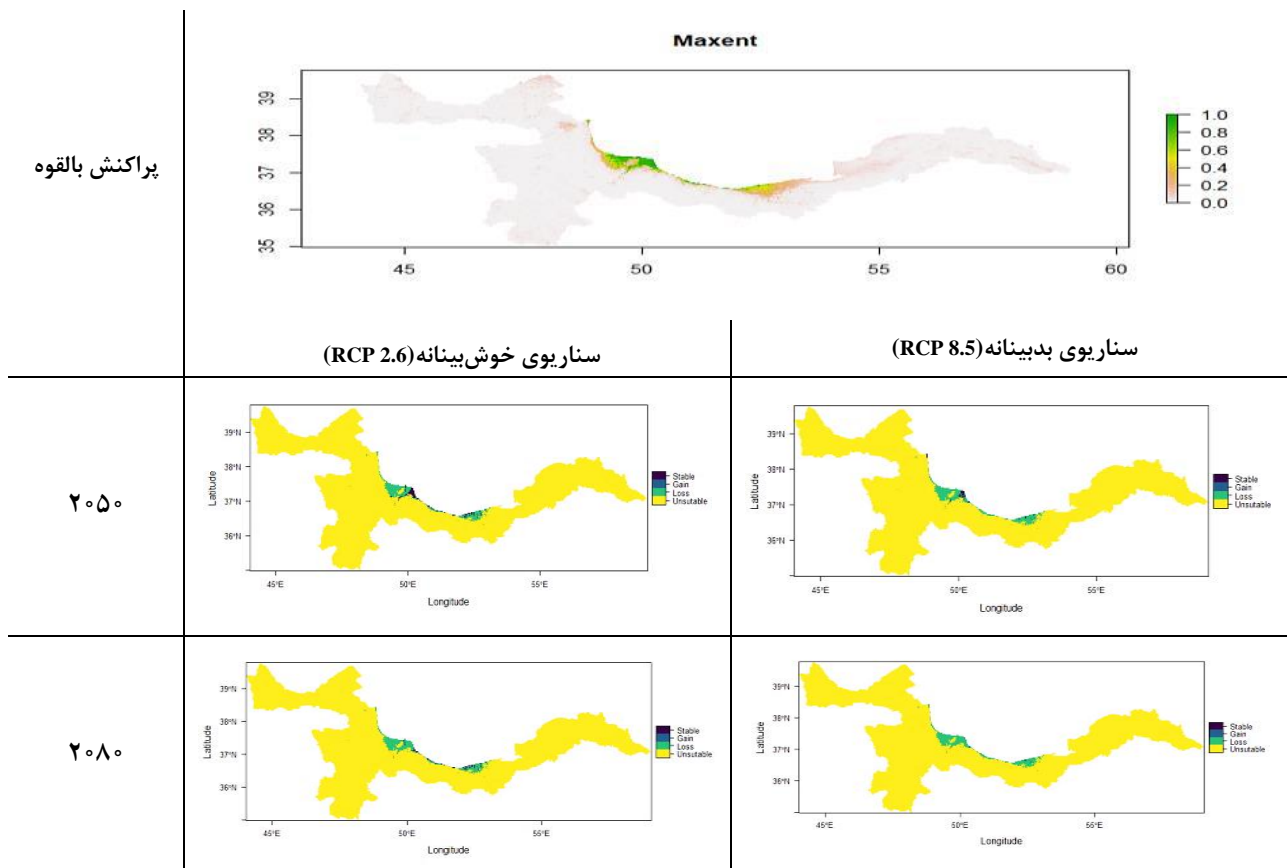 Maxent
39
38
37
36
35
45
50
55
60
1.0
0.8
0.6
0.4
0.2
0.0
پراکنش بالقوه
سناریوی خوش‌بینانه(RCP 2.6)
سناریوی بدبینانه(RCP 8.5)
۲۰۵۰
39°N
38°N
37°N
36°N
Latitude
45°E
50°E
55°E
Longitude
Stable
Gain
Loss
Unsutable
39°N
38°N
37°N
36°N
Latitude
45°E
50°E
55°E
Longitude
Stable
Gain
Loss
Unsutable
۲۰۸۰
39°N
38°N
37°N
36°N
Latitude
45°E
50°E
55°E
Longitude
Stable
Gain
Loss
Unsutable
39°N
38°N
37°N
36°N
Latitude
45°E
50°E
55°E
Longitude
Stable
Gain
Loss
Unsutable